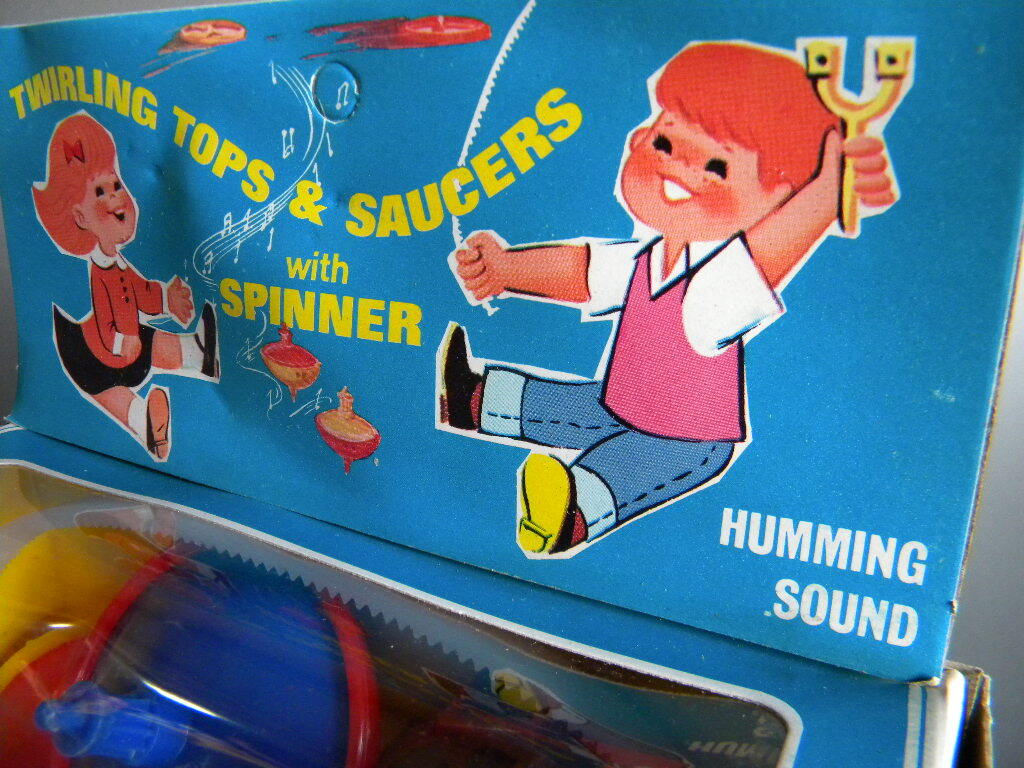 TWIRLING TOPS & SAUCERS
with
SPINNER
HUMMING
SOUND